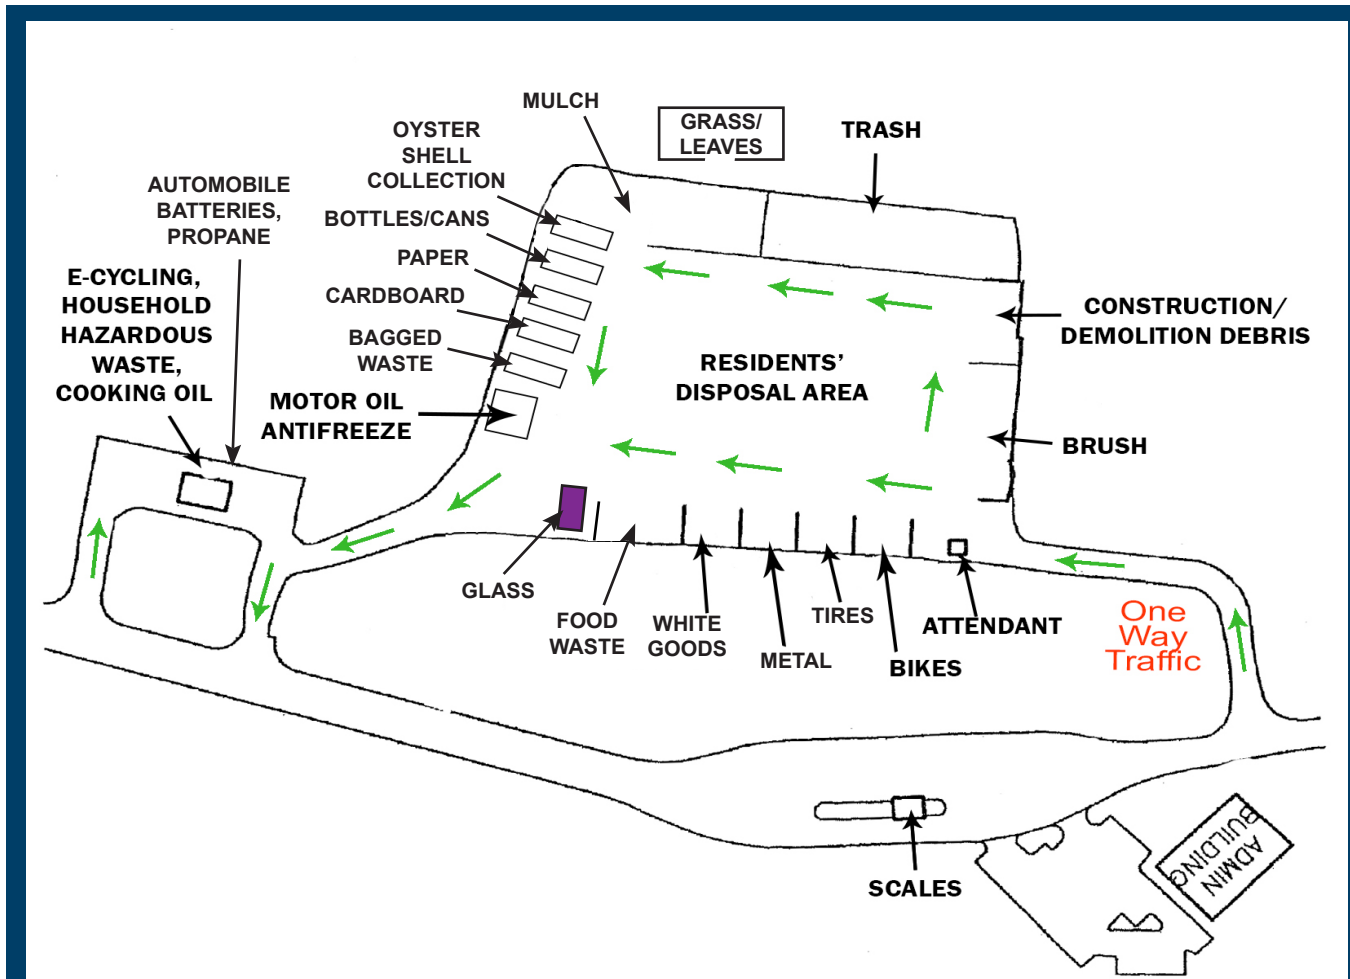 MULCH
GRASS/
LEAVES
TRASH
OYSTER
SHELL
COLLECTION
AUTOMOBILE
BATTERIES,
PROPANE
BOTTLES/CANS
PAPER
E-CYCLING,
HOUSEHOLD
HAZARDOUS
WASTE,
COOKING OIL
CARDBOARD
BAGGED
WASTE
MOTOR OIL
ANTIFREEZE
RESIDENTS’
DISPOSAL AREA
CONSTRUCTION/
DEMOLITION DEBRIS
BRUSH
GLASS
FOOD
WASTE
WHITE
GOODS
METAL
TIRES
BIKES
ATTENDANT
One
Way
Traffic
SCALES
ADMIN
BUILDING